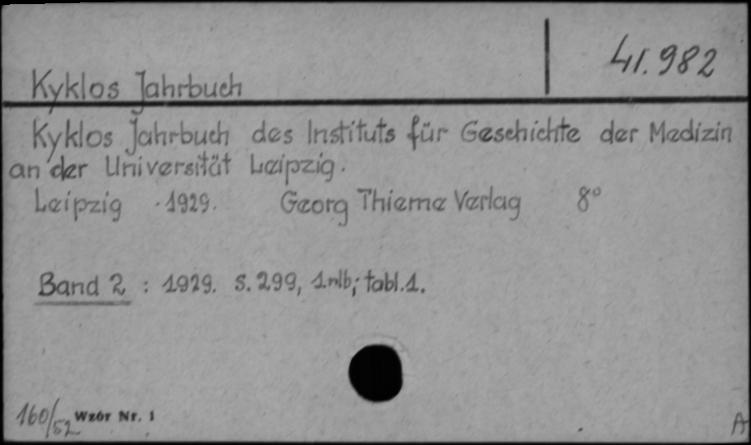 41.982
Kyklos Jahrbuch
Kyklos Jahrbuch des Instituts für Geschichte der Medizin
an der Universität Leipzig.
Leipzig . 1929. Georg Thieme Verlag 8°
Band 2 : 1929. S. 299, 1 nlb; tabl. 1.
160/52 Wzór Nr. 1 A